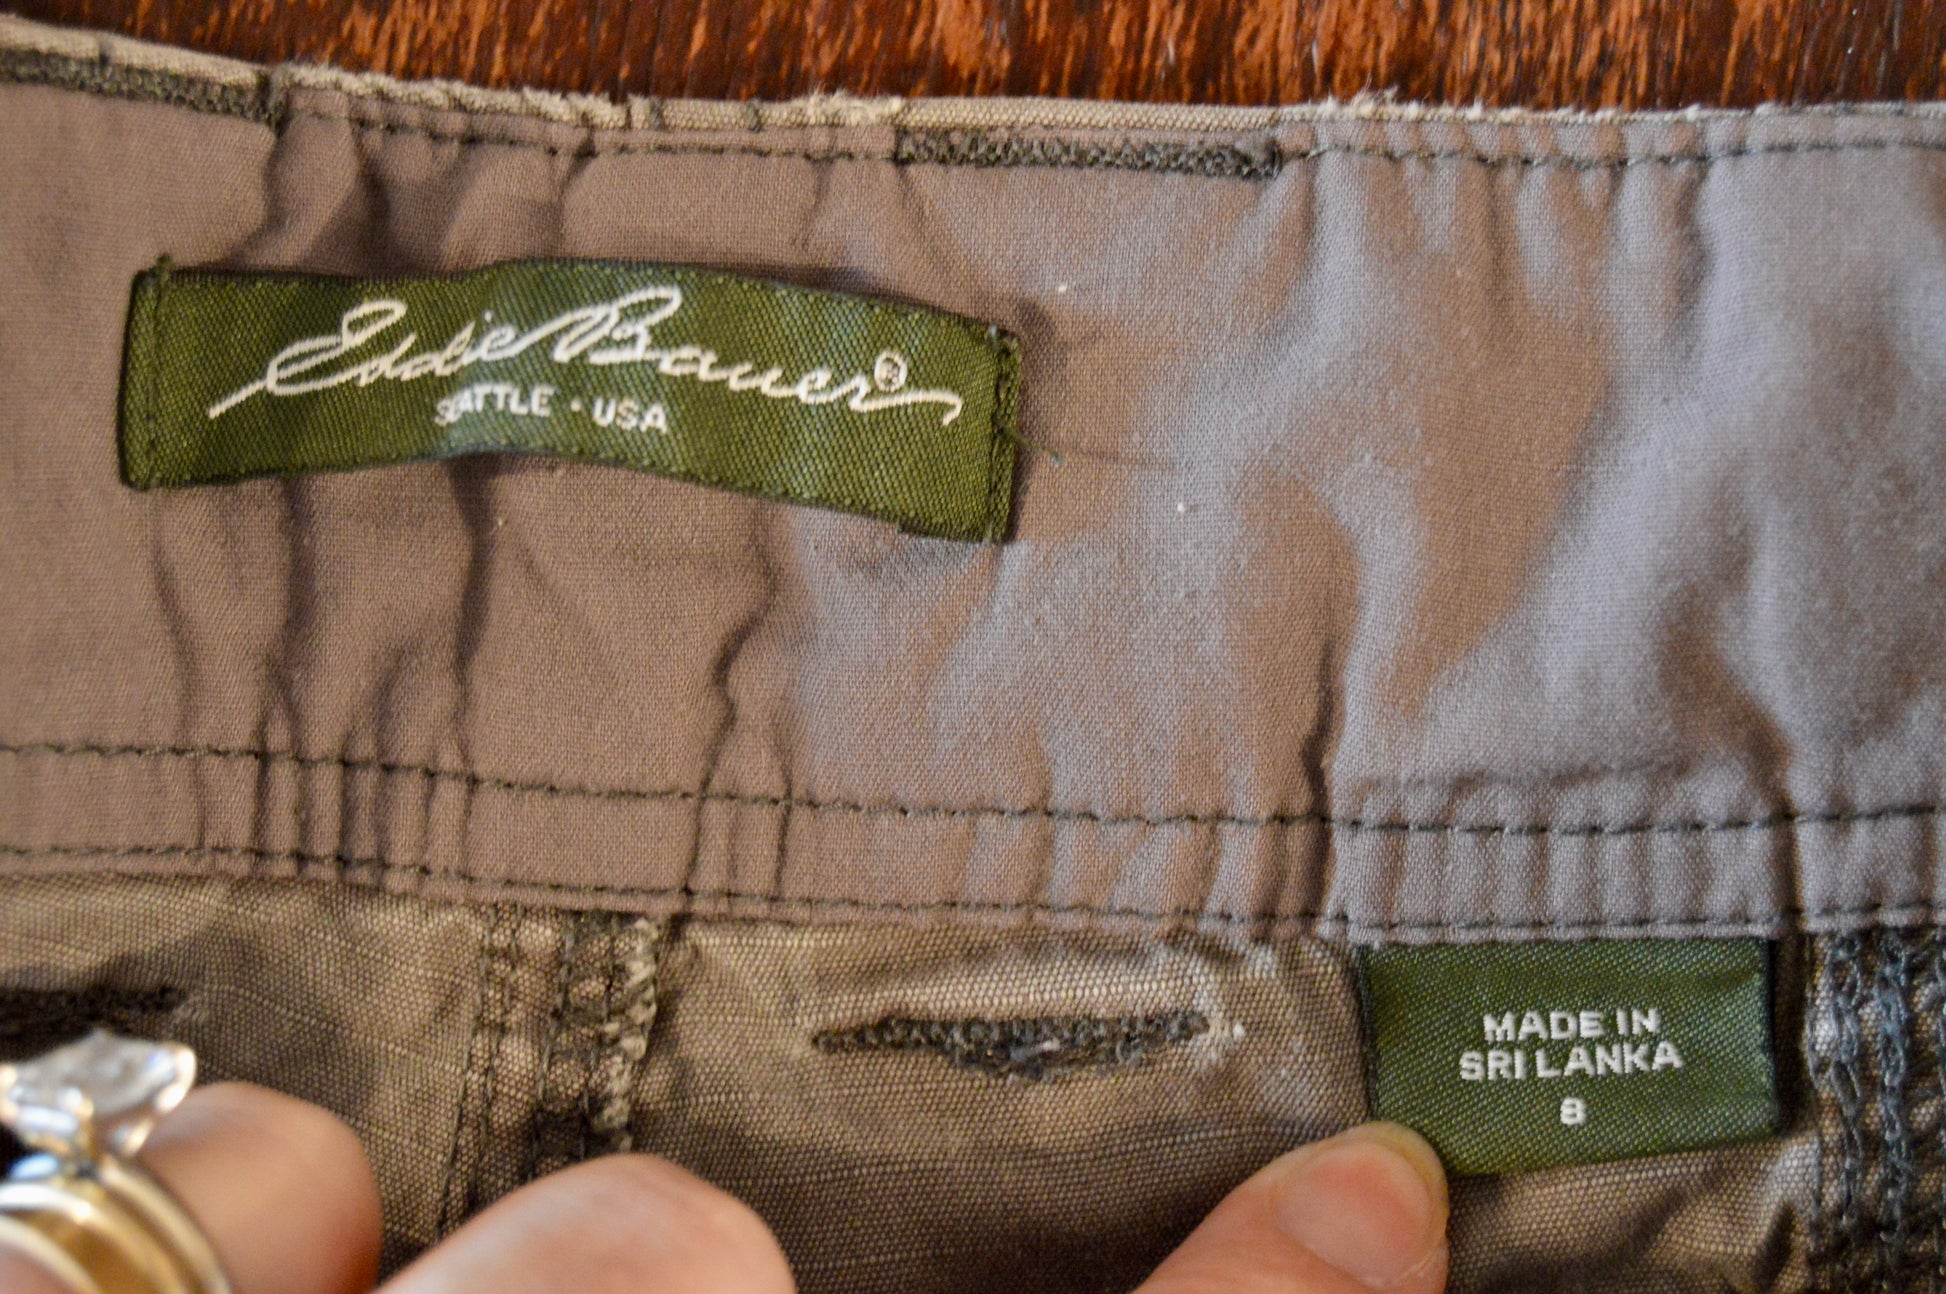 Eddie Bauer®
SEATTLE • USA
MADE IN
SRI LANKA
8